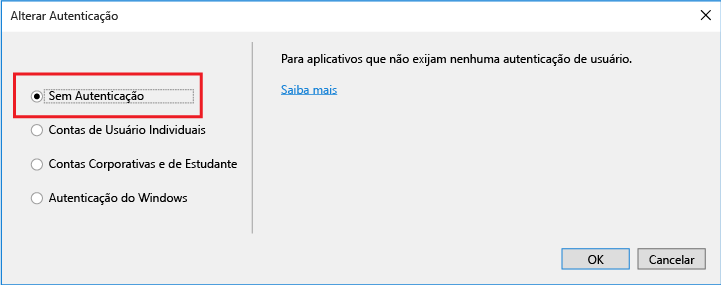 Alterar Autenticação
Para aplicativos que não exijam nenhuma autenticação de usuário.
Saiba mais
Sem Autenticação
Contas de Usuário Individuais
Contas Corporativas e de Estudante
Autenticação do Windows
OK
Cancelar